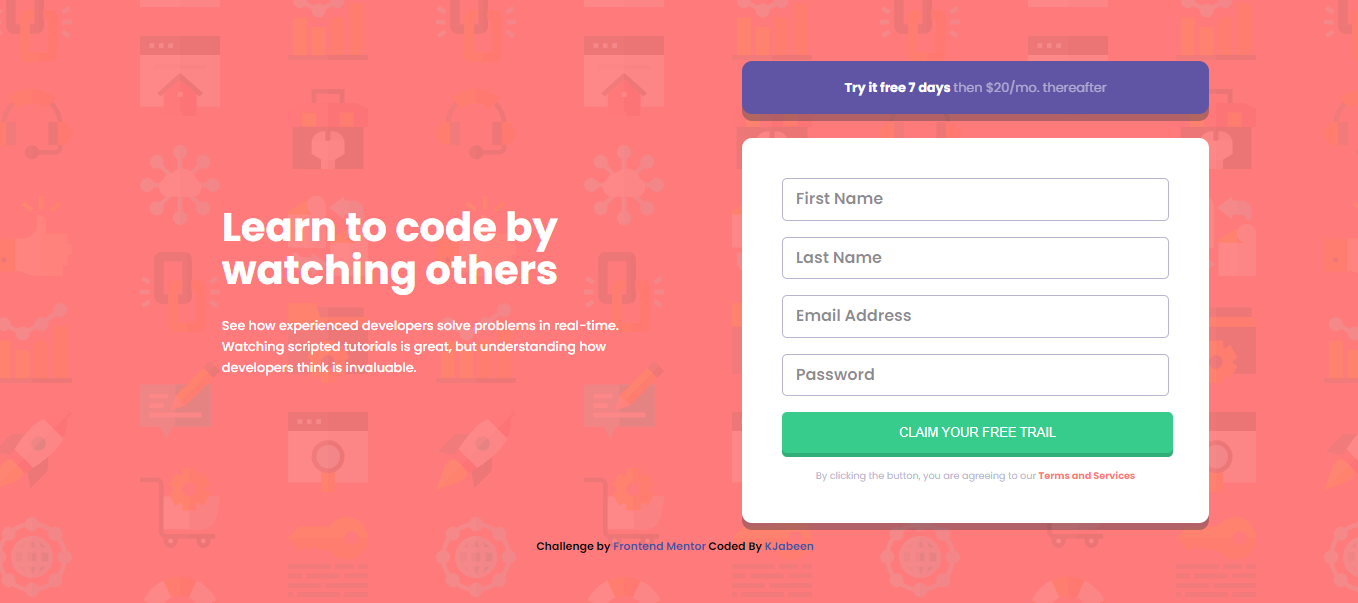 Try it free 7 days then $20/mo. thereafter
Learn to code by
watching others
See how experienced developers solve problems in real-time.
Watching scripted tutorials is great, but understanding how
developers think is invaluable.
First Name
Last Name
Email Address
Password
CLAIM YOUR FREE TRAIL
By clicking the button, you are agreeing to our Terms and Services
Challenge by Frontend Mentor Coded By KJabeen